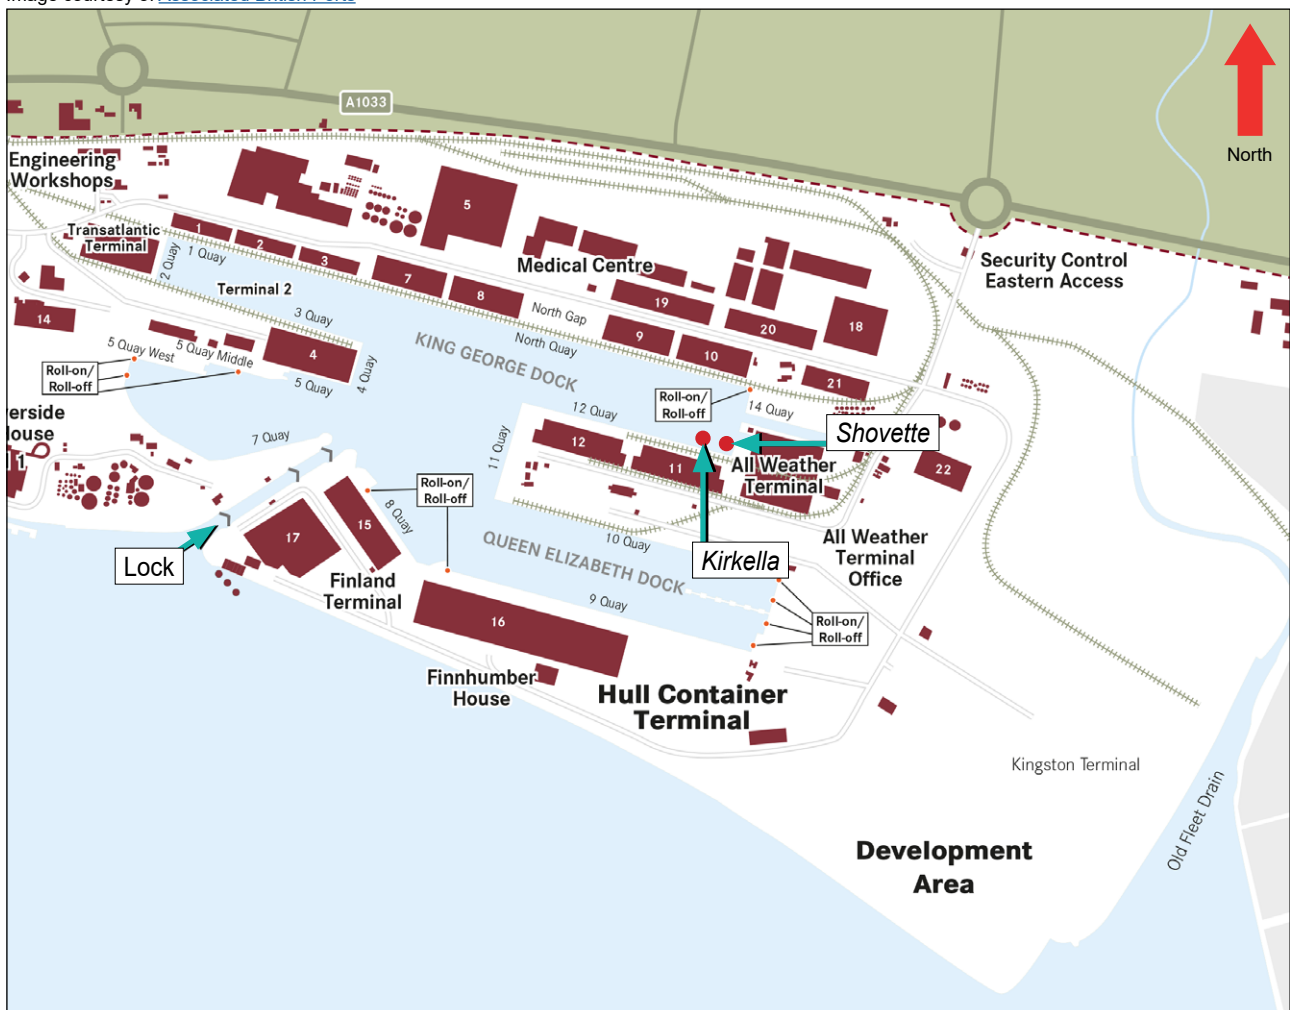 Associated British Ports
A1033
North
Engineering
Workshops
Transatlantic
Terminal
1
2
3
5
7
8
2 Quay
1 Quay
Terminal 2
3 Quay
Medical Centre
North Gap
North Quay
19
20
18
9
10
21
Security Control
Eastern Access
14
5 Quay West
5 Quay Middle
4
4 Quay
5 Quay
Roll-on/
Roll-off
KING GEORGE DOCK
Roll-on/
Roll-off
14 Quay
12 Quay
11 Quay
12
11
All Weather
Terminal
Shovette
22
erside
ouse
1
7 Quay
Roll-on/
Roll-off
8 Quay
15
17
Lock
Finland
Terminal
10 Quay
QUEEN ELIZABETH DOCK
9 Quay
Kirkella
All Weather
Terminal
Office
Roll-on/
Roll-off
16
Finnhumber
House
Hull Container
Terminal
Kingston Terminal
Old Fleet Drain
Development
Area